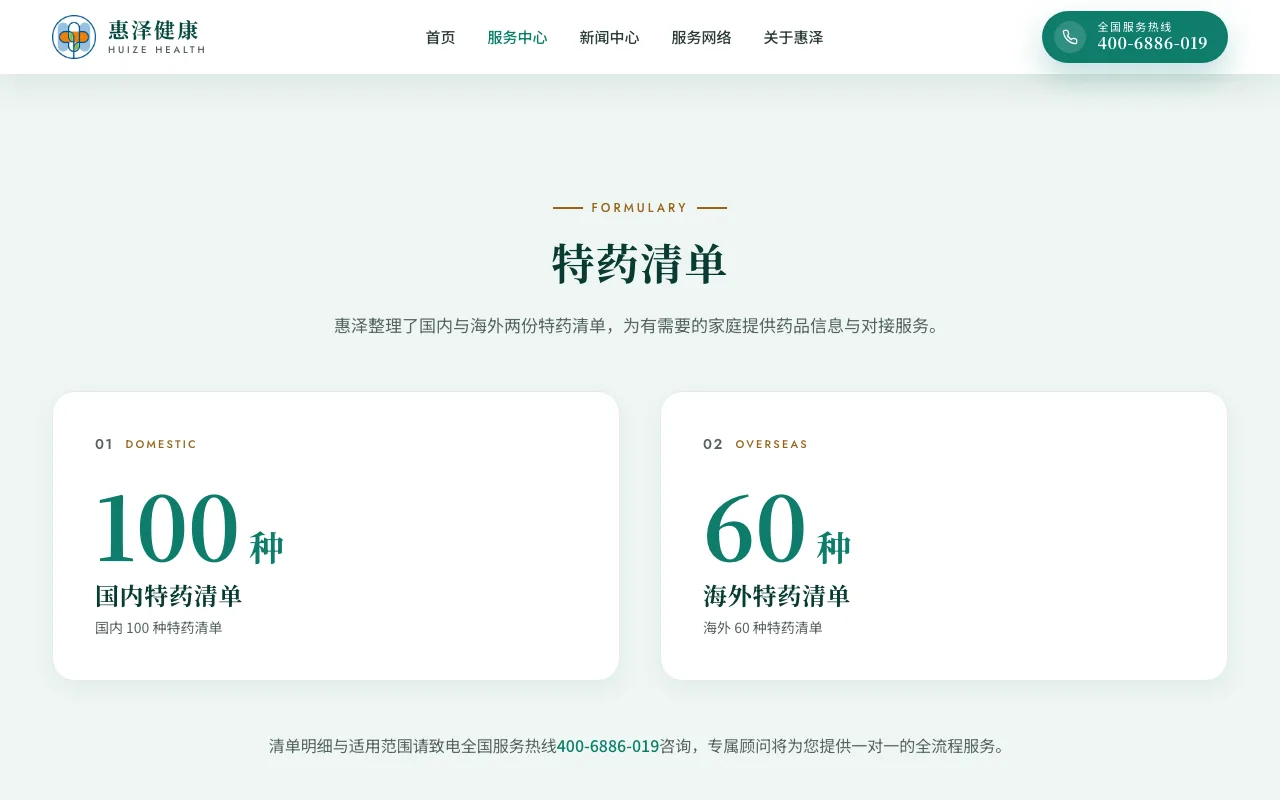 惠泽健康
HUIZE HEALTH
首页
服务中心
新闻中心
服务网络
关于惠泽
全国服务热线
400-6886-019
FORMULARY
特药清单
惠泽整理了国内与海外两份特药清单，为有需要的家庭提供药品信息与对接服务。
01 DOMESTIC
100 种
国内特药清单
国内 100 种特药清单
02 OVERSEAS
60 种
海外特药清单
海外 60 种特药清单
清单明细与适用范围请致电全国服务热线400-6886-019咨询，专属顾问将为您提供一对一的全流程服务。